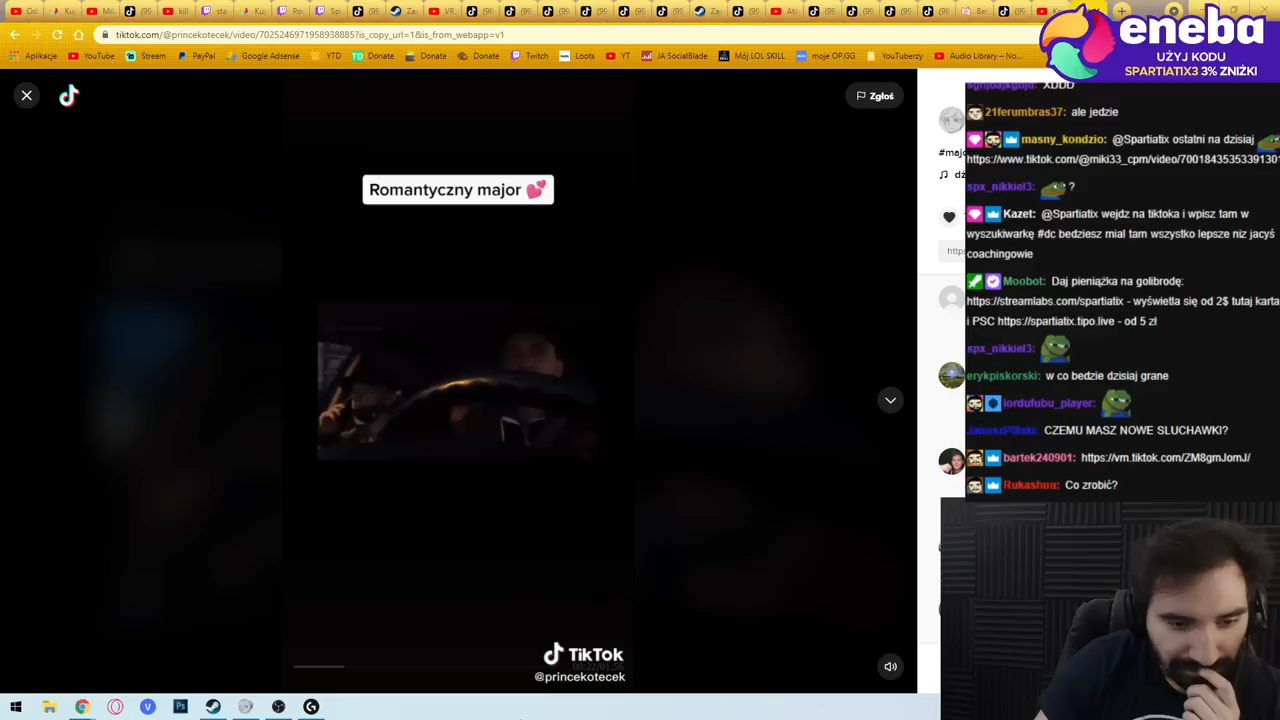 eneba
UŻYJ KODU
SPARTIATIX3 3% ZNIŻKI
tiktok.com/@princekotecek/video/7025246971958938885?is_copy_url=1&is_from_webapp=v1
Aplikacje YouTube Stream PayPal Google Adsense YTD Donate Donate Donate Twitch Loots YT JA SocialBlade Mój LOL SKILL moje OP.GG YouTuberzy Audio Library – No...
Zgłoś
Romantyczny major 💕
TikTok
@princekotecek
XDDD
21ferumbras37: ale jedzie
masny_kondzio: @Spartiatix ostatni na dzisiaj
https://www.tiktok.com/@miki33_cpm/video/7001843535339130
spx_nikkiel3: ?
Kazet: @Spartiatix wejdz na tiktoka i wpisz tam w
wyszukiwarkę #dc bedziesz mial tam wszystko lepsze niz jacyś
coachingowie
Moobot: Daj pieniążka na golibrodę:
https://streamlabs.com/spartiatix - wyświetla się od 2$ tutaj karta
i PSC https://spartiatix.tipo.live - od 5 zł
spx_nikkiel3:
erykpiskorski: w co bedzie dzisiaj grane
lordufubu_player:
CZEMU MASZ NOWE SLUCHAWKI?
bartek240901: https://vm.tiktok.com/ZM8gmJomJ/
Rukashuu: Co zrobić?